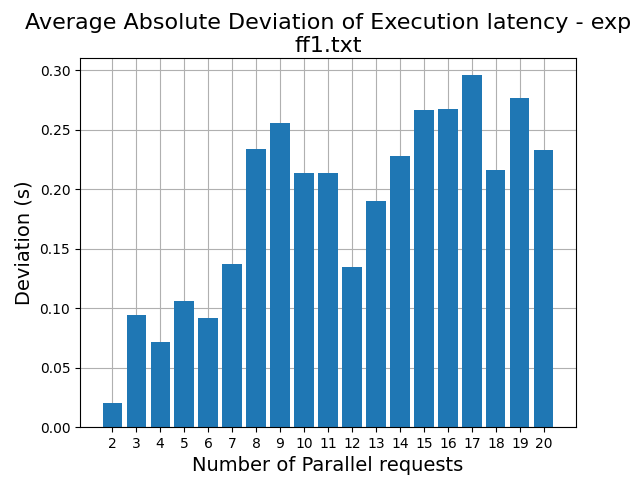 Average Absolute Deviation of Execution latency - exp
ff1.txt
0.30
0.25
0.20
0.15
0.10
0.05
0.00
Deviation (s)
2 3 4 5 6 7 8 9 10 11 12 13 14 15 16 17 18 19 20
Number of Parallel requests